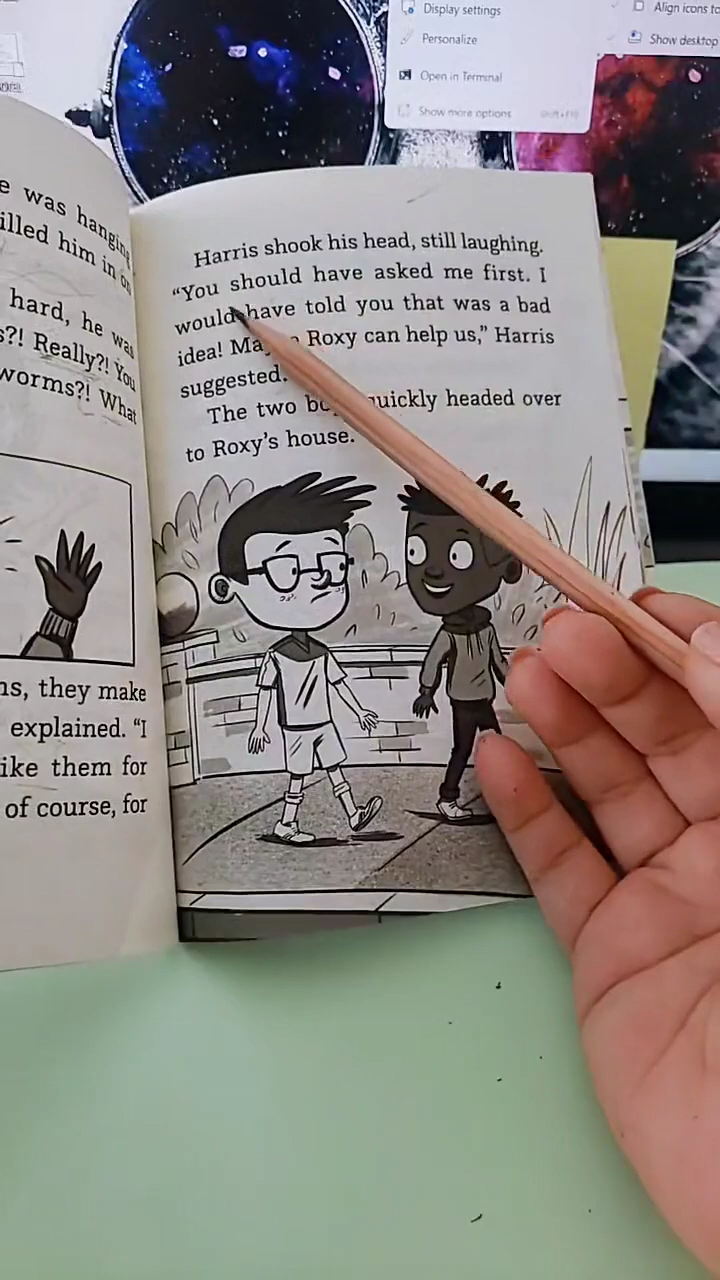 Display settings
Personalize
Open in Terminal
Show more options
Align icons to
Show desktop
e was hanging
illed him in on
hard, he was
s?! Really?! You
worms?! What
ns, they make
explained. “I
ike them for
of course, for
Harris shook his head, still laughing.
“You should have asked me first. I
would have told you that was a bad
idea! Roxy can help us,” Harris
suggested.
The two quickly headed over
to Roxy’s house.